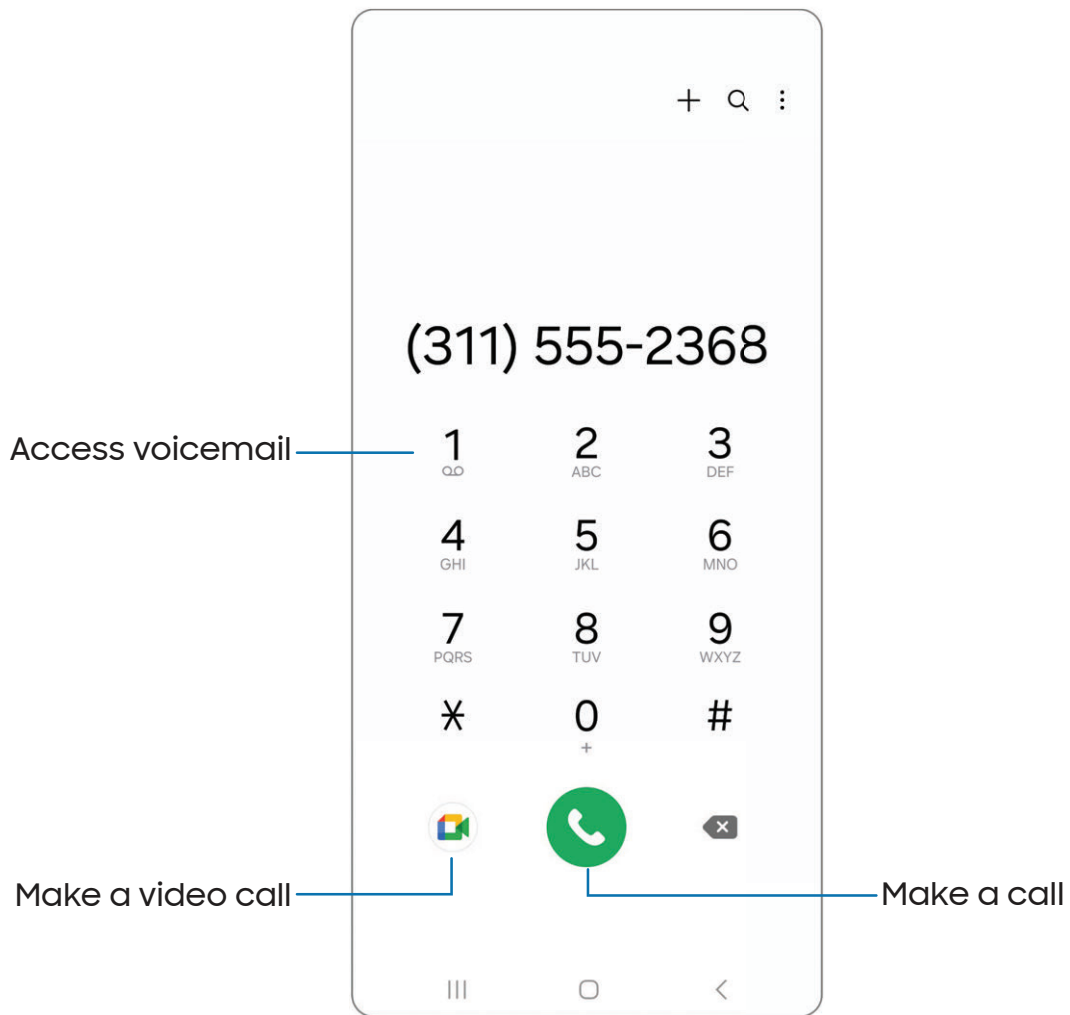 (311) 555-2368
Access voicemail
1 2 3
ABC DEF
4 5 6
GHI JKL MNO
7 8 9
PQRS TUV WXYZ
* 0 #
+
Make a video call
Make a call